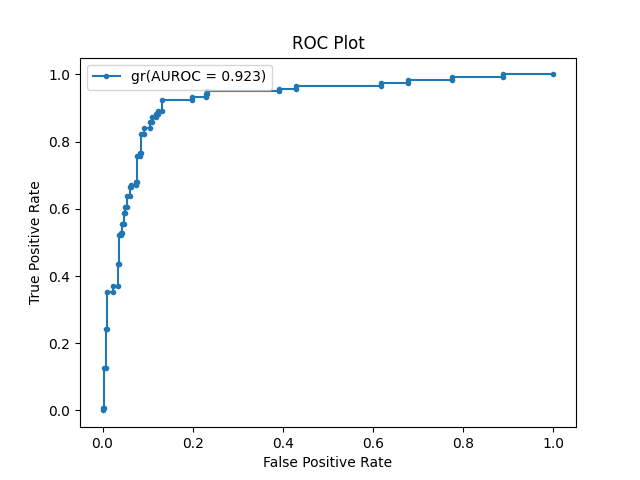 ROC Plot
gr(AUROC = 0.923)
1.0
0.8
0.6
0.4
0.2
0.0
True Positive Rate
0.0 0.2 0.4 0.6 0.8 1.0
False Positive Rate